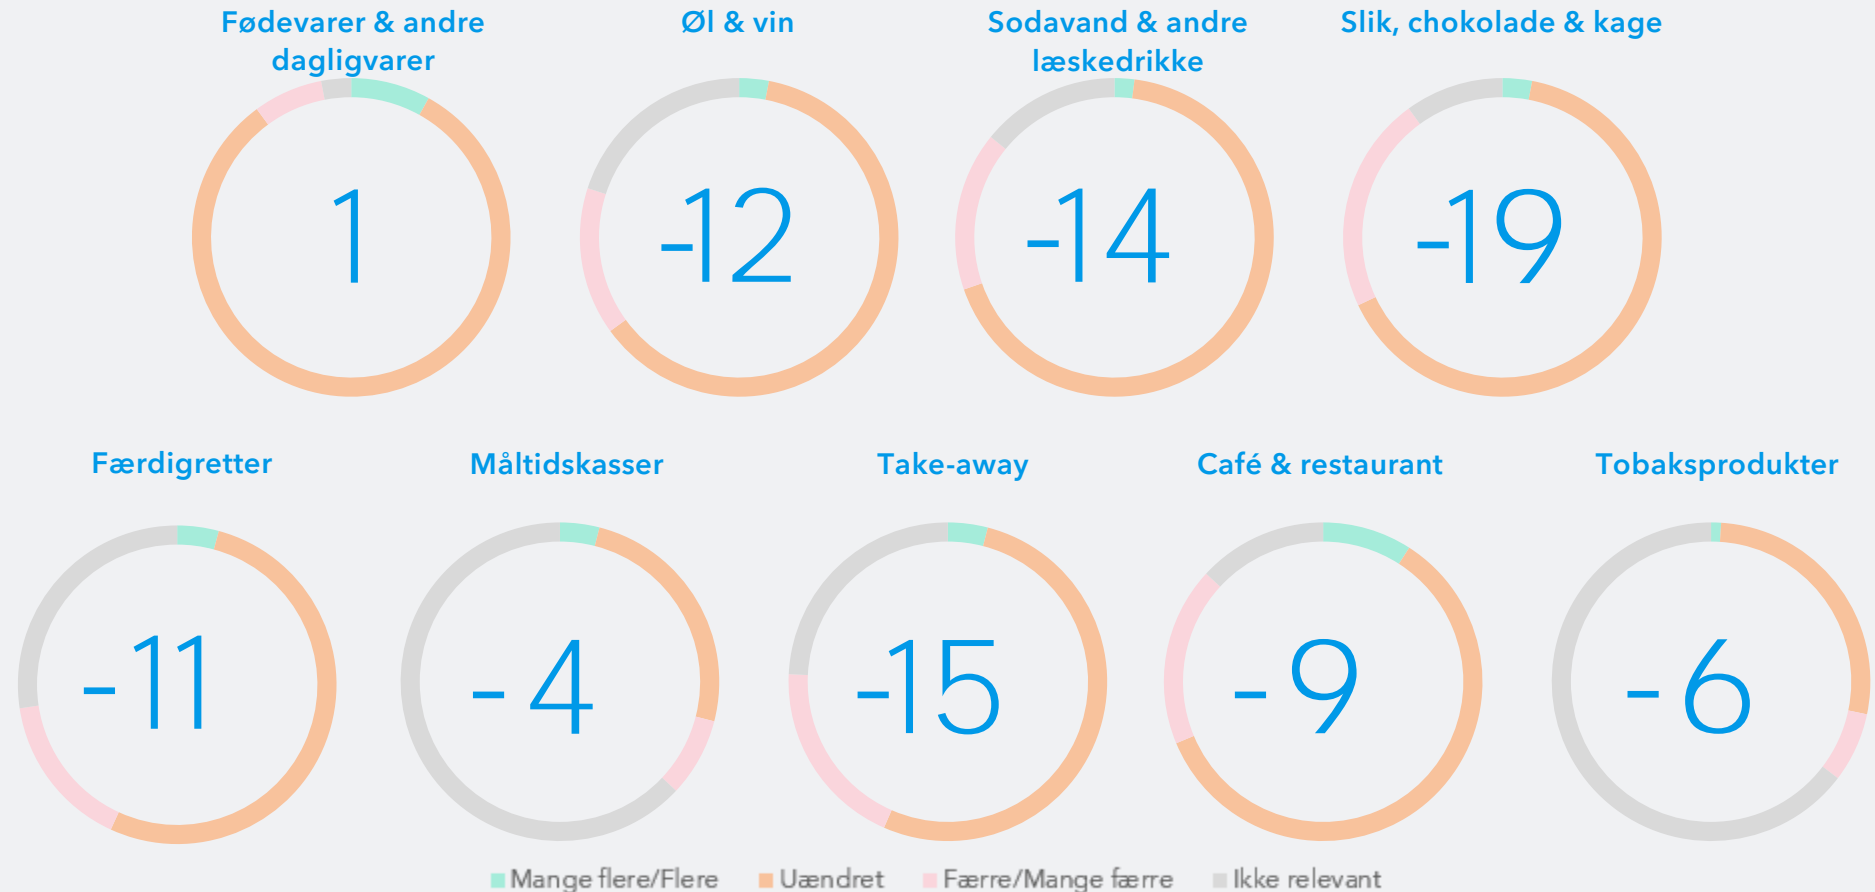 Fødevarer & andre
dagligvarer
Øl & vin
Sodavand & andre
læskedrikke
Slik, chokolade & kage
1
-12
-14
-19
Færdigretter
Måltidskasser
Take-away
Café & restaurant
Tobaksprodukter
-11
- 4
-15
- 9
- 6
Mange flere/Flere
Uændret
Færre/Mange færre
Ikke relevant